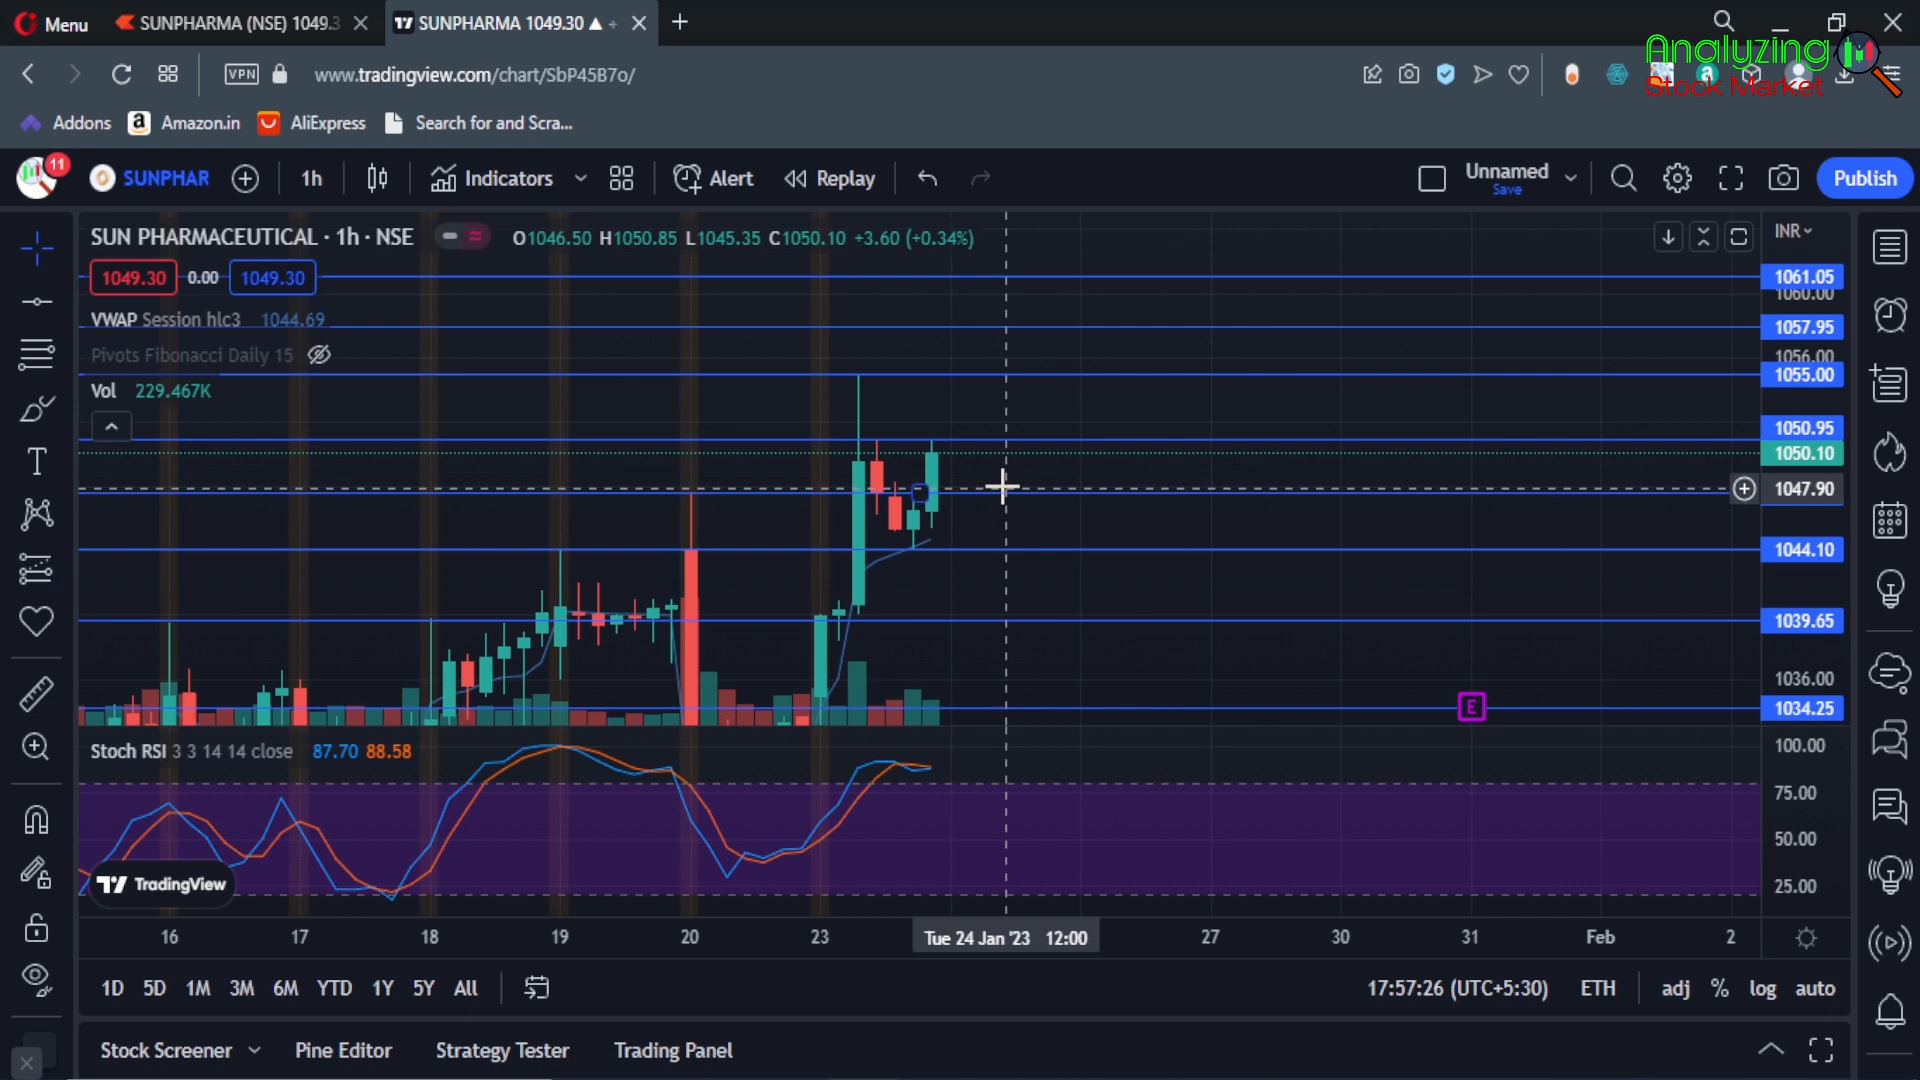 Menu
SUNPHARMA (NSE) 1049.3
SUNPHARMA 1049.30 ▲ +
Analyzing
Stock Market
VPN
www.tradingview.com/chart/SbP45B7o/
Addons
Amazon.in
AliExpress
Search for and Scra...
11
SUNPHAR
1h
Indicators
Alert
Replay
Unnamed
Save
Publish
SUN PHARMACEUTICAL · 1h · NSE
O1046.50 H1050.85 L1045.35 C1050.10 +3.60 (+0.34%)
INR
1049.30
0.00
1049.30
VWAP Session hlc3 1044.69
Pivots Fibonacci Daily 15
Vol 229.467K
1061.05
1060.00
1057.95
1056.00
1055.00
1050.95
1050.10
1047.90
1044.10
1039.65
1036.00
1034.25
E
Stoch RSI 3 3 14 14 close 87.70 88.58
100.00
75.00
50.00
25.00
TradingView
16
17
18
19
20
23
Tue 24 Jan '23 12:00
27
30
31
Feb
2
1D
5D
1M
3M
6M
YTD
1Y
5Y
All
17:57:26 (UTC+5:30)
ETH
adj
%
log
auto
Stock Screener
Pine Editor
Strategy Tester
Trading Panel